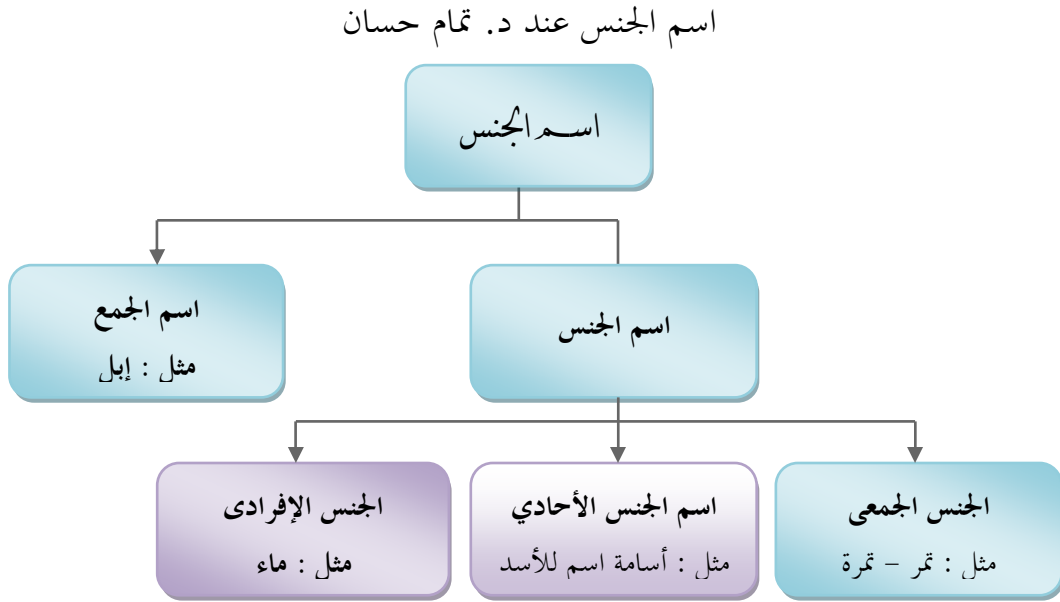 اسم الجنس عند د. تمام حسان
اسم الجنس
اسم الجنس
اسم الجمع
مثل : إبل
الجنس الجمعى
مثل : تمر – تمرة
اسم الجنس الأحادي
مثل : أسامة اسم للأسد
الجنس الإفرادى
مثل : ماء